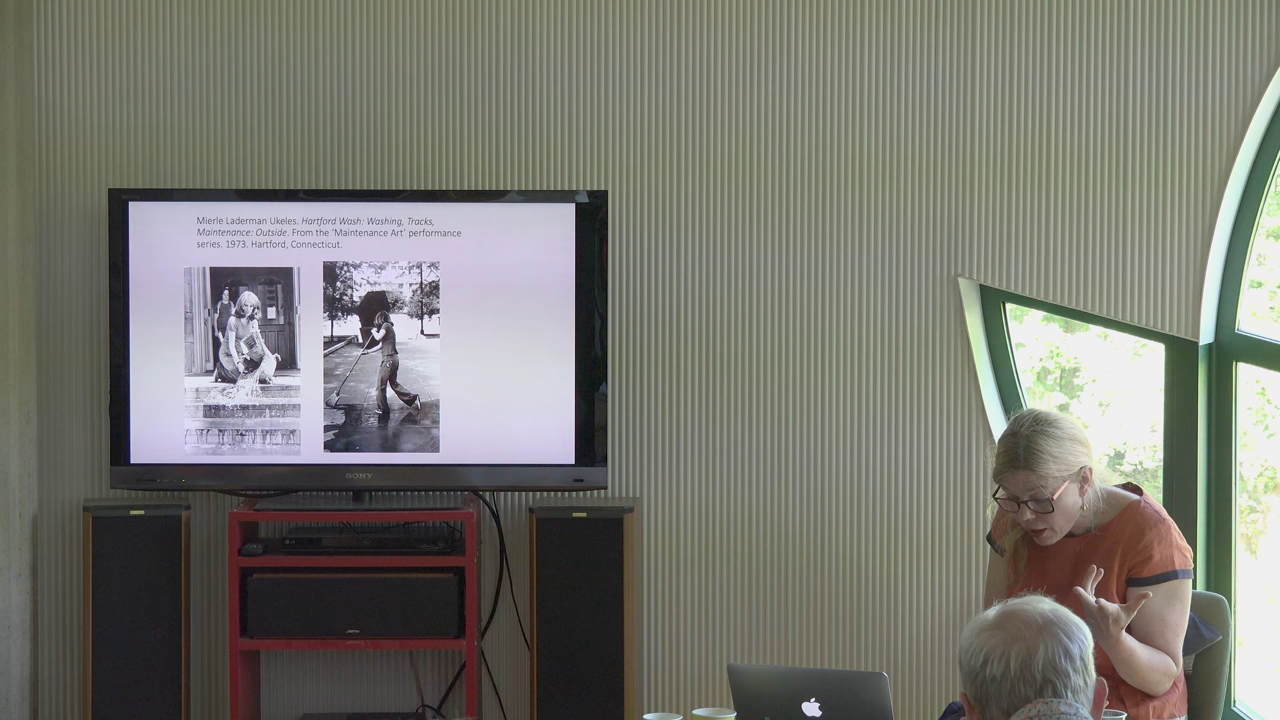 Mierle Laderman Ukeles. Hartford Wash: Washing, Tracks,
Maintenance: Outside. From the 'Maintenance Art' performance
series. 1973. Hartford, Connecticut.
SONY